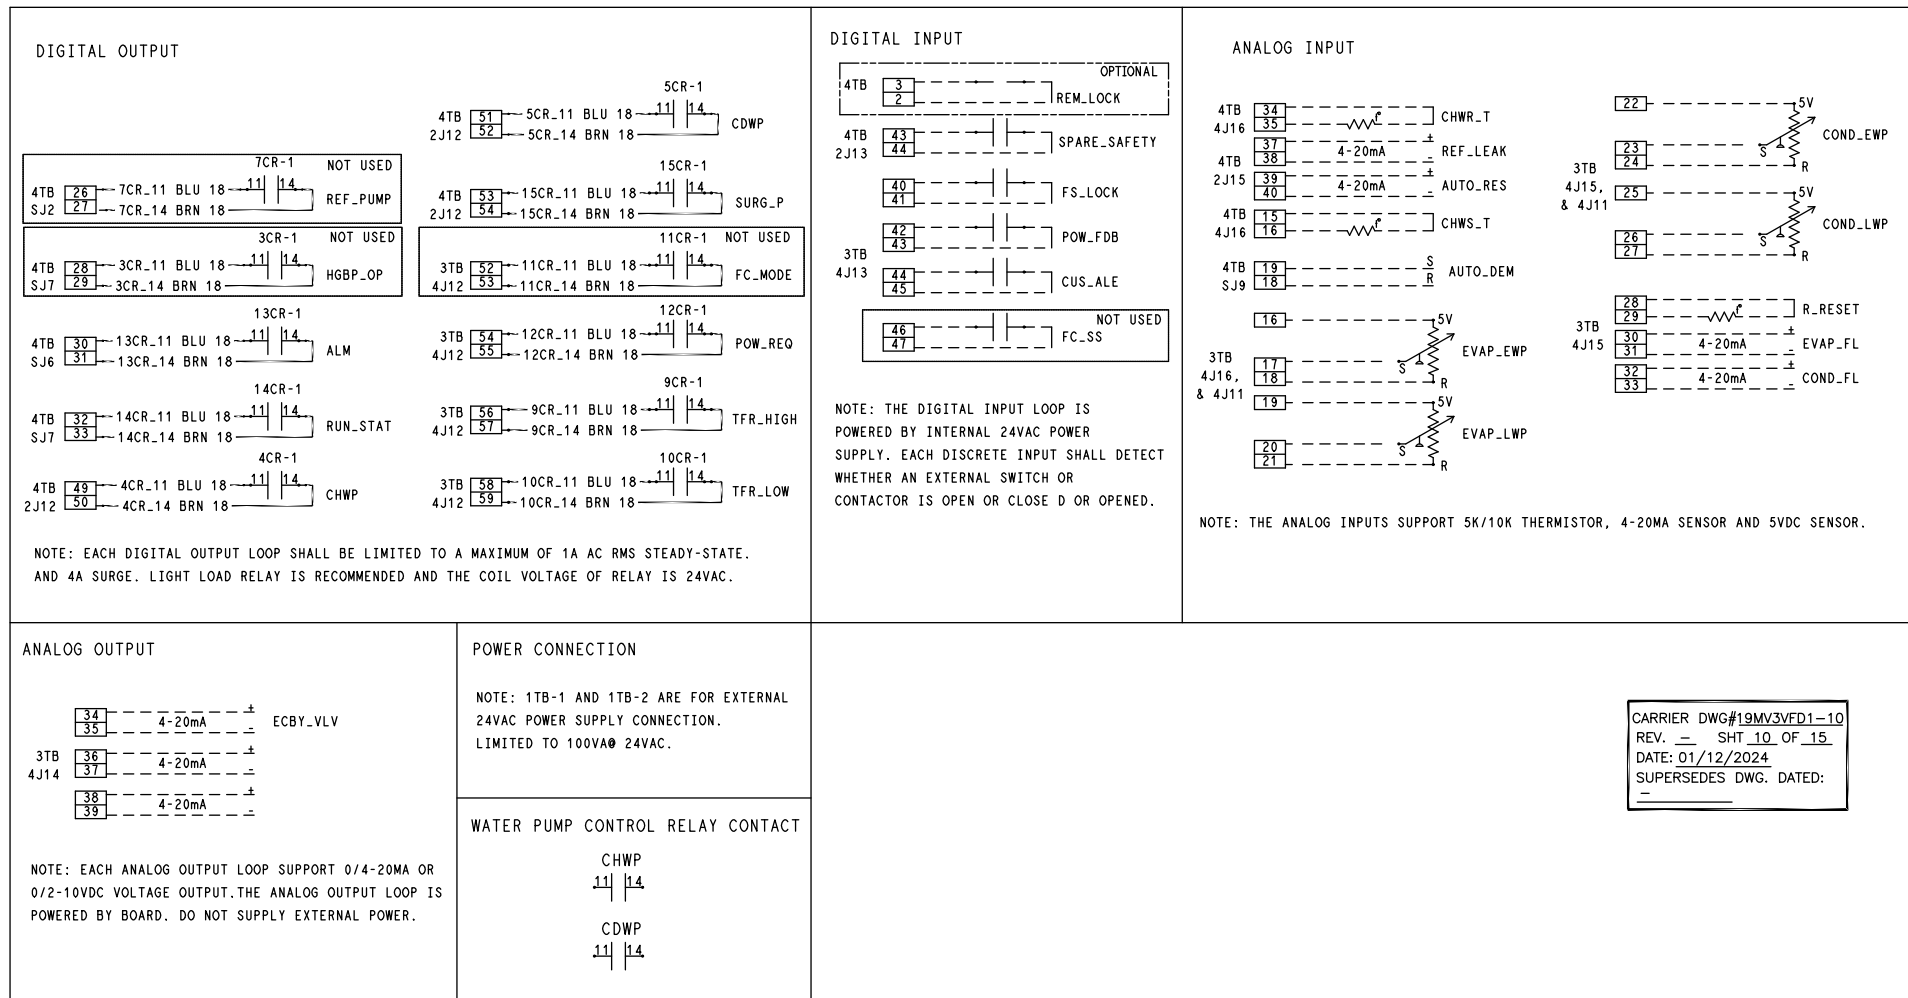 DIGITAL OUTPUT
7CR-1 NOT USED
4TB 26 7CR_11 BLU 18 11 14
SJ2 27 7CR_14 BRN 18 REF_PUMP
3CR-1 NOT USED
4TB 28 3CR_11 BLU 18 11 14
SJ7 29 3CR_14 BRN 18 HGBP_OP
13CR-1
4TB 30 13CR_11 BLU 18 11 14
SJ6 31 13CR_14 BRN 18 ALM
14CR-1
4TB 32 14CR_11 BLU 18 11 14
SJ7 33 14CR_14 BRN 18 RUN_STAT
4CR-1
4TB 49 4CR_11 BLU 18 11 14
2J12 50 4CR_14 BRN 18 CHWP
5CR-1
4TB 51 5CR_11 BLU 18 11 14
2J12 52 5CR_14 BRN 18 CDWP
15CR-1
4TB 53 15CR_11 BLU 18 11 14
2J12 54 15CR_14 BRN 18 SURG_P
11CR-1 NOT USED
3TB 52 11CR_11 BLU 18 11 14
4J12 53 11CR_14 BRN 18 FC_MODE
12CR-1
3TB 54 12CR_11 BLU 18 11 14
4J12 55 12CR_14 BRN 18 POW_REQ
9CR-1
3TB 56 9CR_11 BLU 18 11 14
4J12 57 9CR_14 BRN 18 TFR_HIGH
10CR-1
3TB 58 10CR_11 BLU 18 11 14
4J12 59 10CR_14 BRN 18 TFR_LOW
NOTE: EACH DIGITAL OUTPUT LOOP SHALL BE LIMITED TO A MAXIMUM OF 1A AC RMS STEADY-STATE.
AND 4A SURGE. LIGHT LOAD RELAY IS RECOMMENDED AND THE COIL VOLTAGE OF RELAY IS 24VAC.
DIGITAL INPUT
OPTIONAL
4TB 3
2 REM_LOCK
4TB 43
2J13 44 SPARE_SAFETY
40
41 FS_LOCK
42
43 POW_FDB
3TB
4J13
44
45 CUS_ALE
NOT USED
46
47 FC_SS
NOTE: THE DIGITAL INPUT LOOP IS
POWERED BY INTERNAL 24VAC POWER
SUPPLY. EACH DISCRETE INPUT SHALL DETECT
WHETHER AN EXTERNAL SWITCH OR
CONTACTOR IS OPEN OR CLOSE D OR OPENED.
ANALOG INPUT
4TB 34
4J16 35 r CHWR_T
37 +
4TB 38 4-20mA - REF_LEAK
2J15 39 +
40 4-20mA - AUTO_RES
4TB 15
4J16 16 r CHWS_T
4TB 19 S
SJ9 18 R AUTO_DEM
16 5V
3TB 17 S EVAP_EWP
4J16, 18 R
& 4J11
19 5V
20 S EVAP_LWP
21 R
22 5V
23 S COND_EWP
24 R
3TB
4J15,
& 4J11
25 5V
26 S COND_LWP
27 R
28
29 r R_RESET
3TB 30 +
4J15 31 4-20mA - EVAP_FL
32 +
33 4-20mA - COND_FL
NOTE: THE ANALOG INPUTS SUPPORT 5K/10K THERMISTOR, 4-20MA SENSOR AND 5VDC SENSOR.
ANALOG OUTPUT
34 +
35 4-20mA - ECBY_VLV
3TB 36 +
4J14 37 4-20mA -
38 +
39 4-20mA -
NOTE: EACH ANALOG OUTPUT LOOP SUPPORT 0/4-20MA OR
0/2-10VDC VOLTAGE OUTPUT.THE ANALOG OUTPUT LOOP IS
POWERED BY BOARD. DO NOT SUPPLY EXTERNAL POWER.
POWER CONNECTION
NOTE: 1TB-1 AND 1TB-2 ARE FOR EXTERNAL
24VAC POWER SUPPLY CONNECTION.
LIMITED TO 100VA@ 24VAC.
WATER PUMP CONTROL RELAY CONTACT
CHWP
11 14
CDWP
11 14
CARRIER DWG#19MV3VFD1-10
REV. - SHT 10 OF 15
DATE: 01/12/2024
SUPERSEDES DWG. DATED:
-